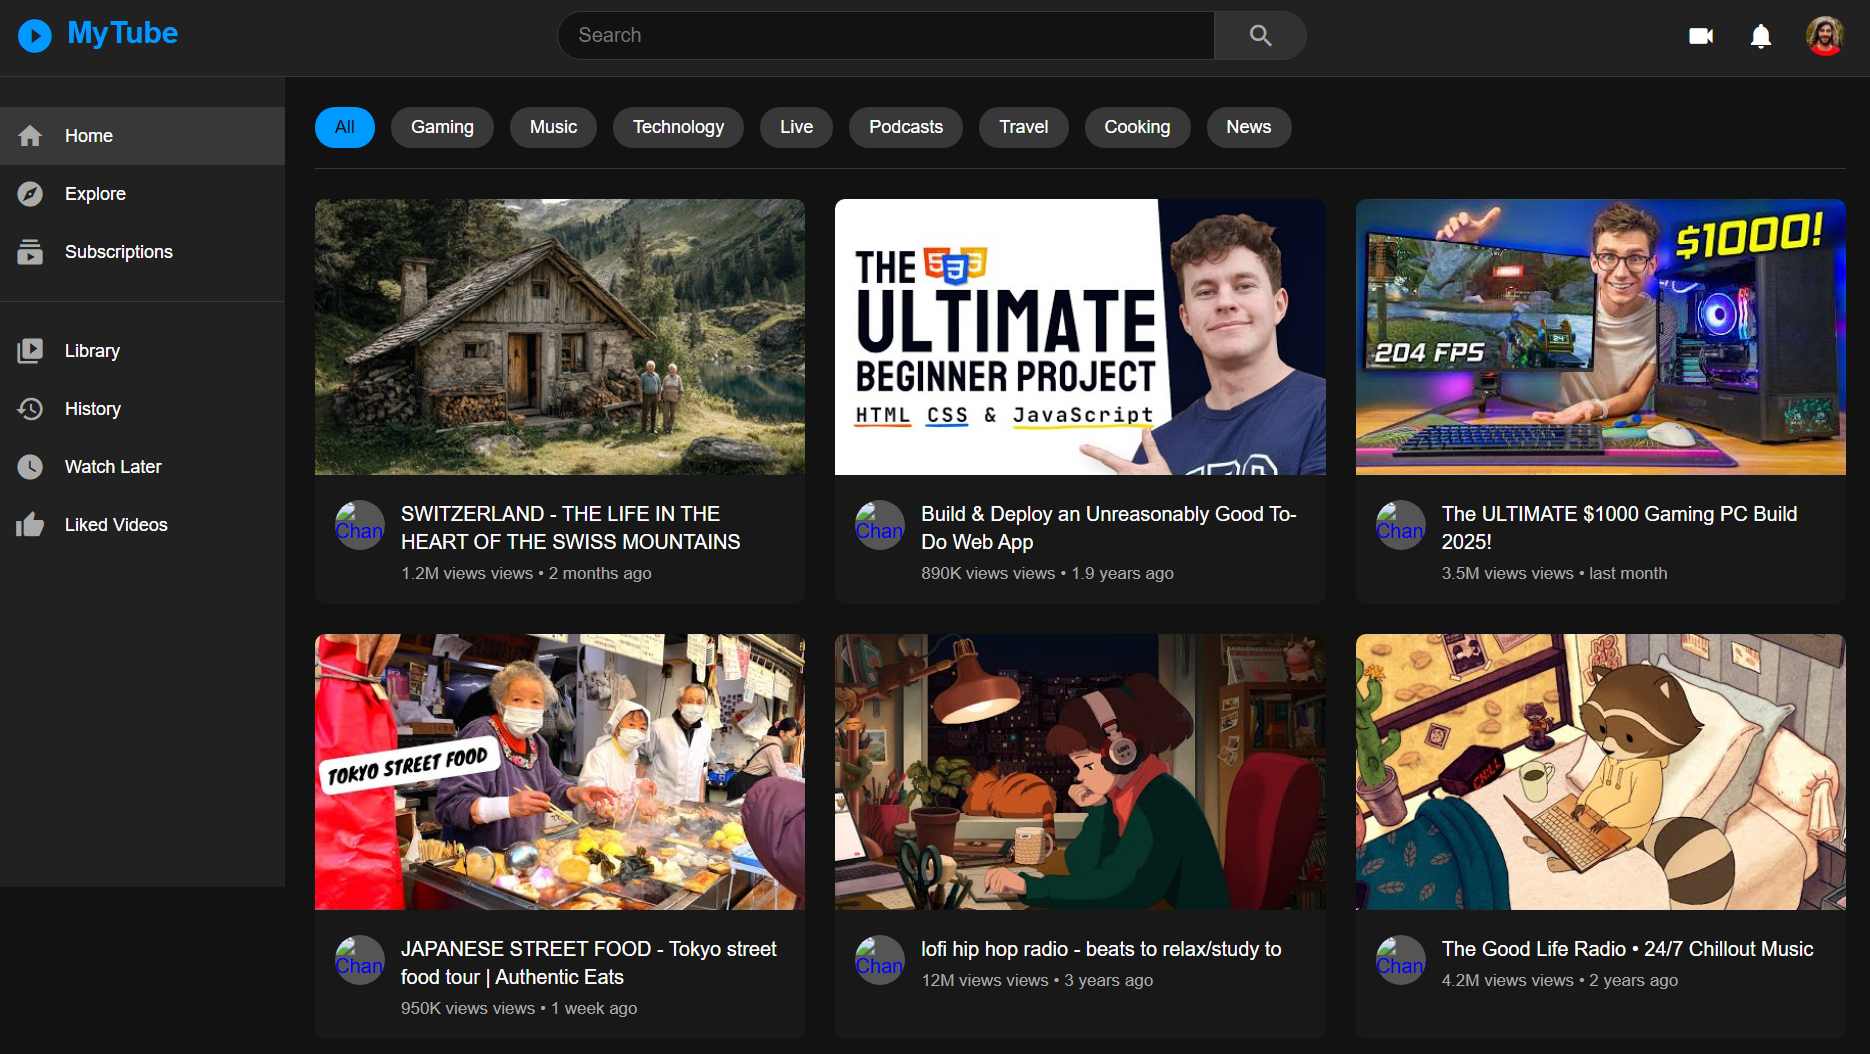 MyTube
Search
Home
Explore
Subscriptions
Library
History
Watch Later
Liked Videos
All Gaming Music Technology Live Podcasts Travel Cooking News
THE
ULTIMATE
BEGINNER PROJECT
HTML CSS & JavaScript
$1000!
204 FPS
Chan
SWITZERLAND - THE LIFE IN THE
HEART OF THE SWISS MOUNTAINS
1.2M views views • 2 months ago
Chan
Build & Deploy an Unreasonably Good To-
Do Web App
890K views views • 1.9 years ago
Chan
The ULTIMATE $1000 Gaming PC Build
2025!
3.5M views views • last month
TOKYO STREET FOOD
CHILL
Chan
JAPANESE STREET FOOD - Tokyo street
food tour | Authentic Eats
950K views views • 1 week ago
Chan
lofi hip hop radio - beats to relax/study to
12M views views • 3 years ago
Chan
The Good Life Radio • 24/7 Chillout Music
4.2M views views • 2 years ago